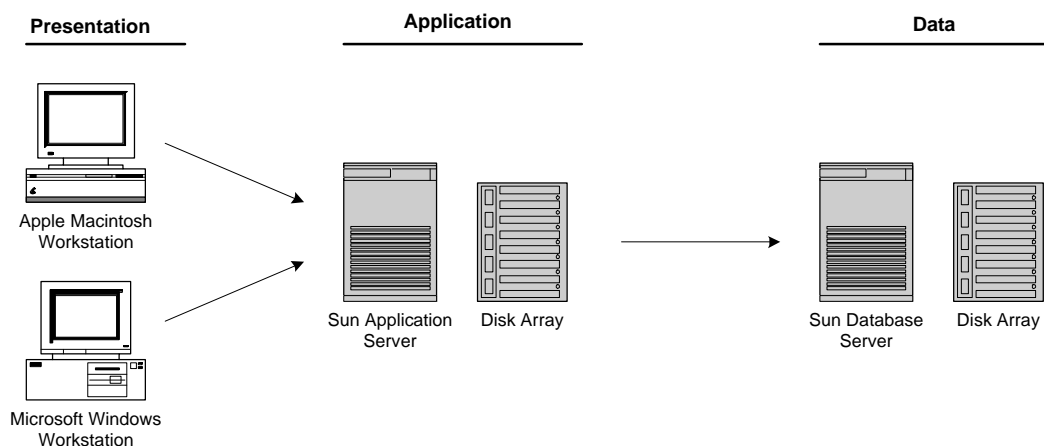 Presentation
Application
Data
Apple Macintosh
Workstation
Microsoft Windows
Workstation
Sun Application
Server
Disk Array
Sun Database
Server
Disk Array